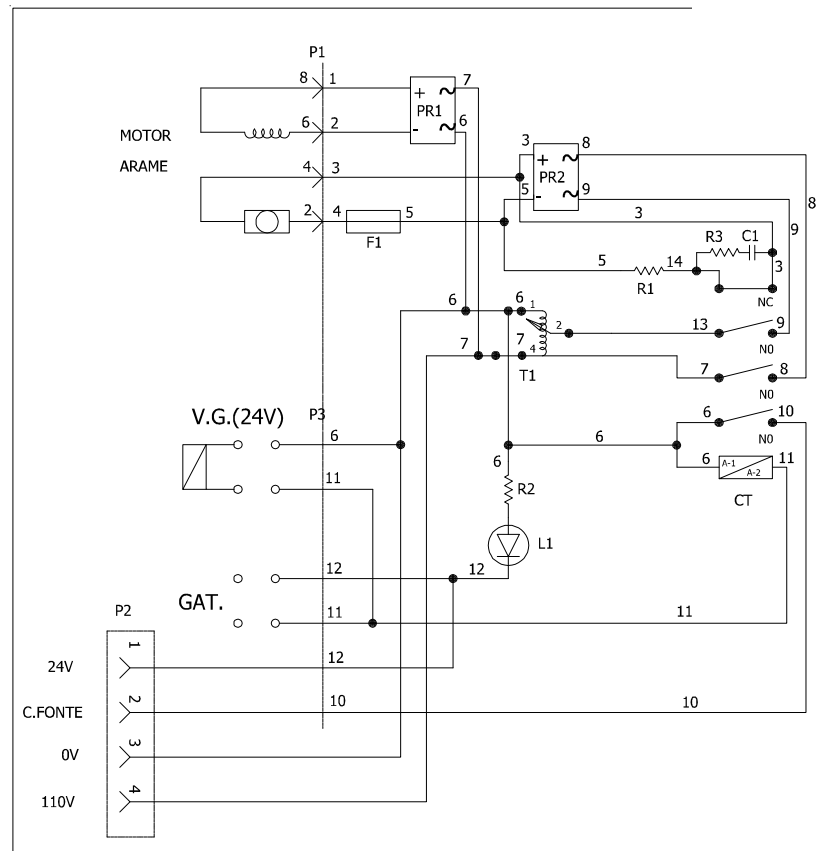 P1
8 1
7
+ ~
PR1
6 2
- ~
6
MOTOR
ARAME
3
+ ~
8
PR2
4 3
5
- ~
9
2 4
5
F1
3
8
9
R3 C1
5
14
3
R1
NC
6
6
1
2
13
9
N0
7
7
4
T1
7
8
N0
V.G.(24V)
P3
6
6
6
10
N0
6
11
6
A-1
A-2
11
R2
CT
L1
12
12
GAT.
11
11
P2
1
24V
12
2
C.FONTE
10
10
3
0V
4
110V